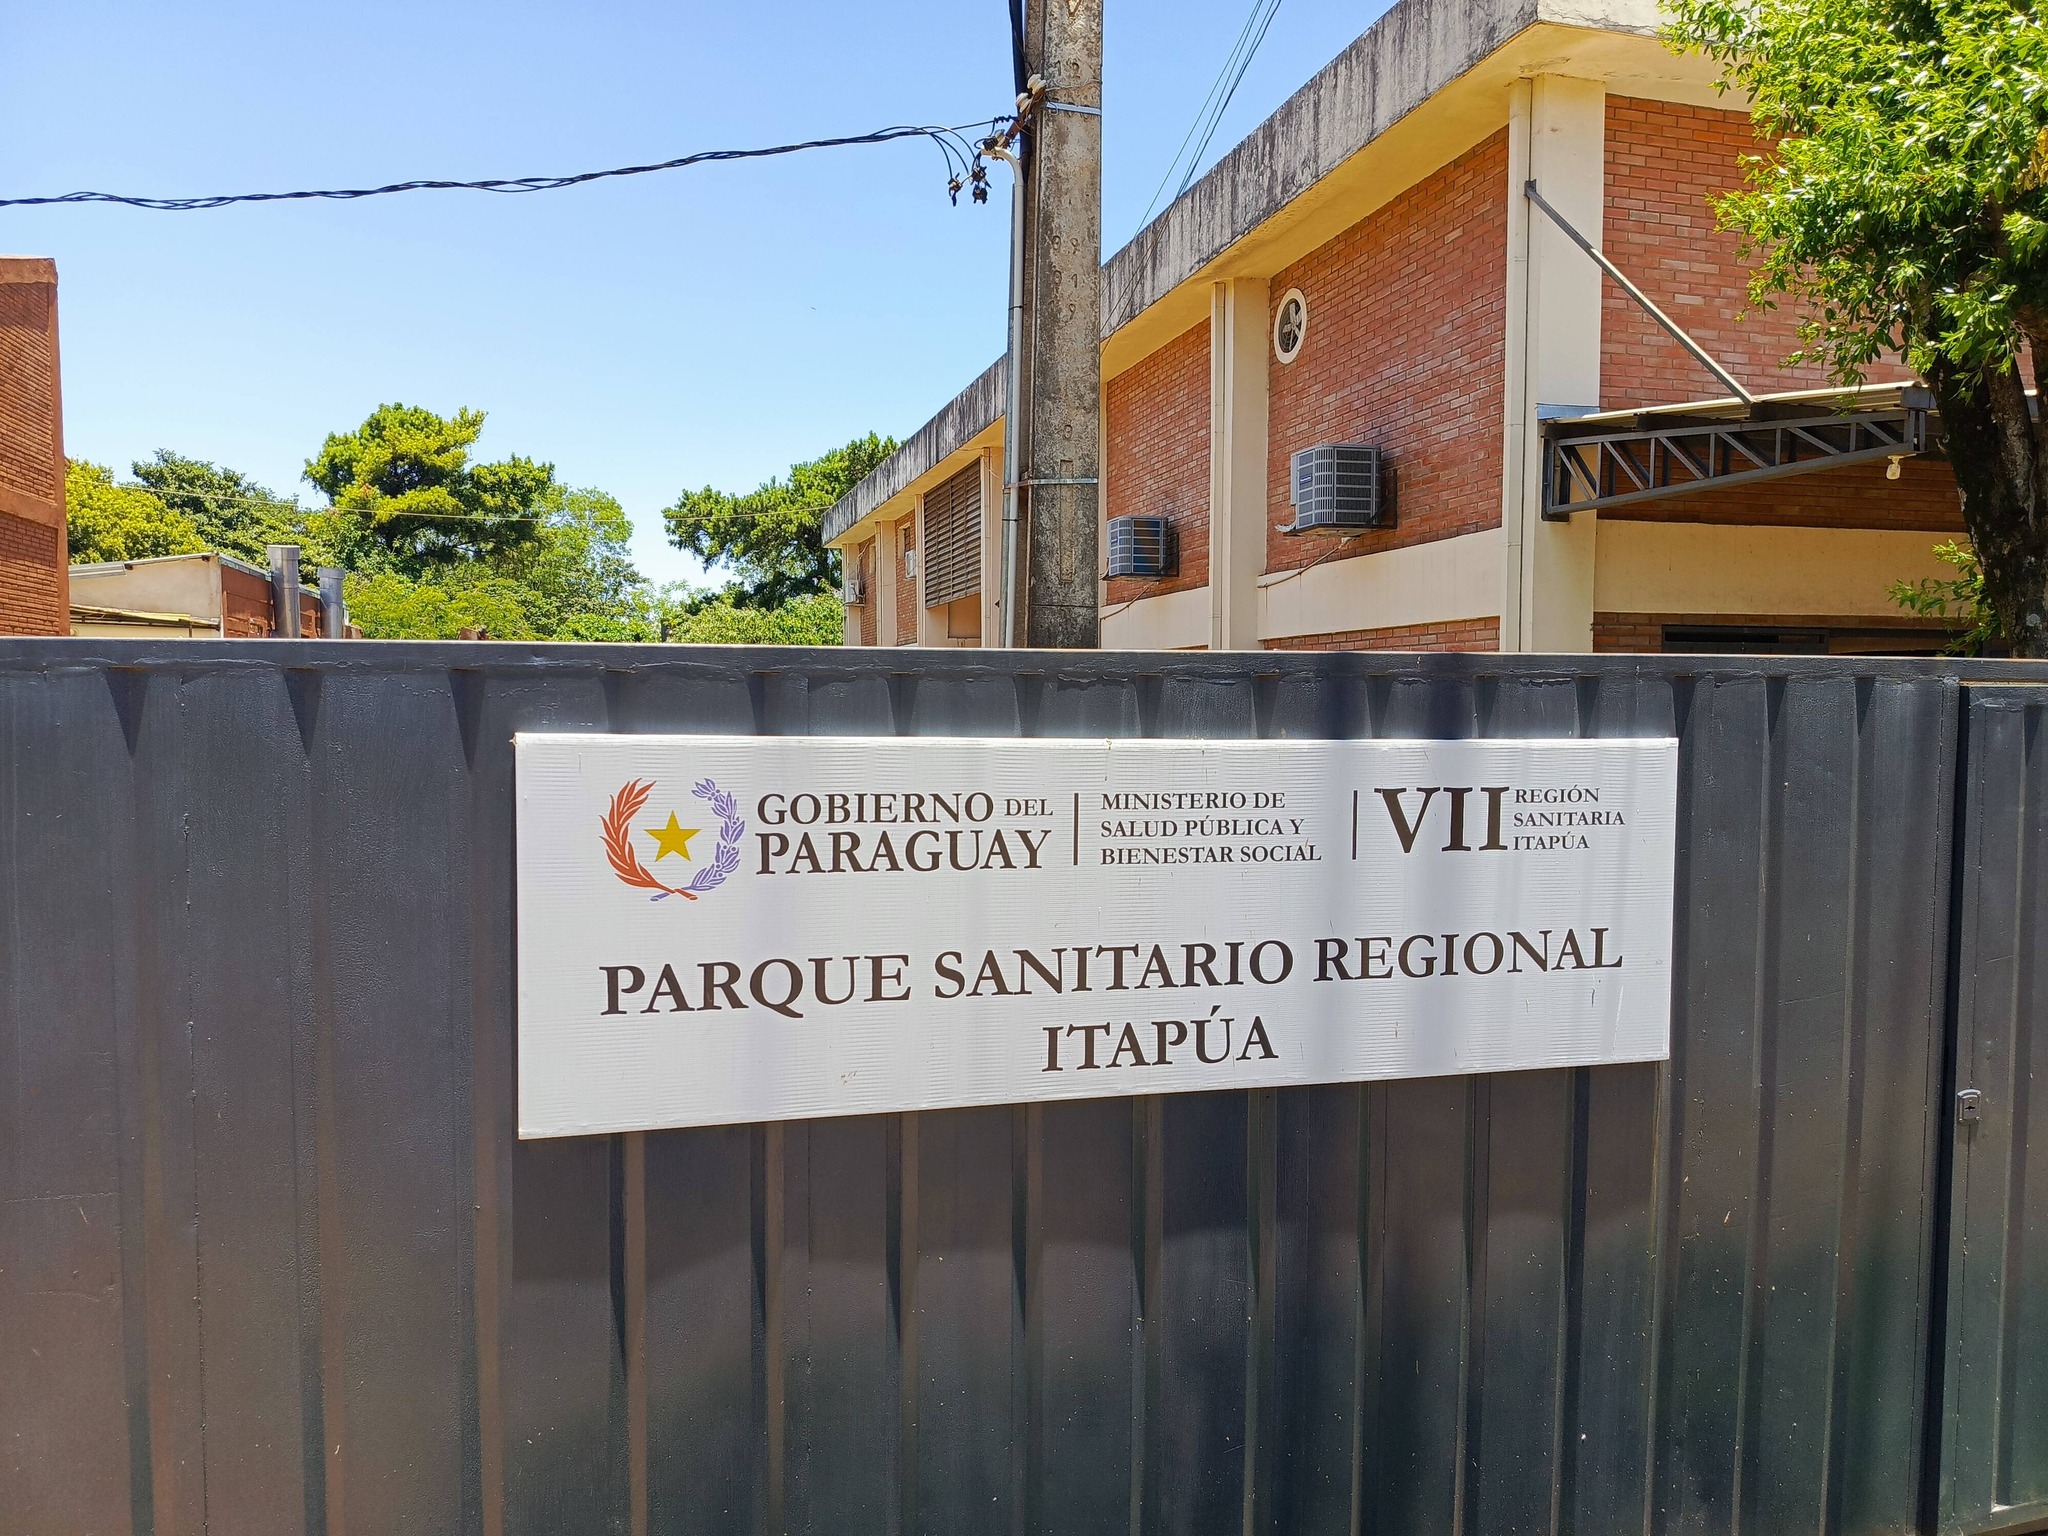 GOBIERNO DEL
PARAGUAY
MINISTERIO DE
SALUD PÚBLICA Y
BIENESTAR SOCIAL
VII
REGIÓN
SANITARIA
ITAPÚA
PARQUE SANITARIO REGIONAL
ITAPÚA